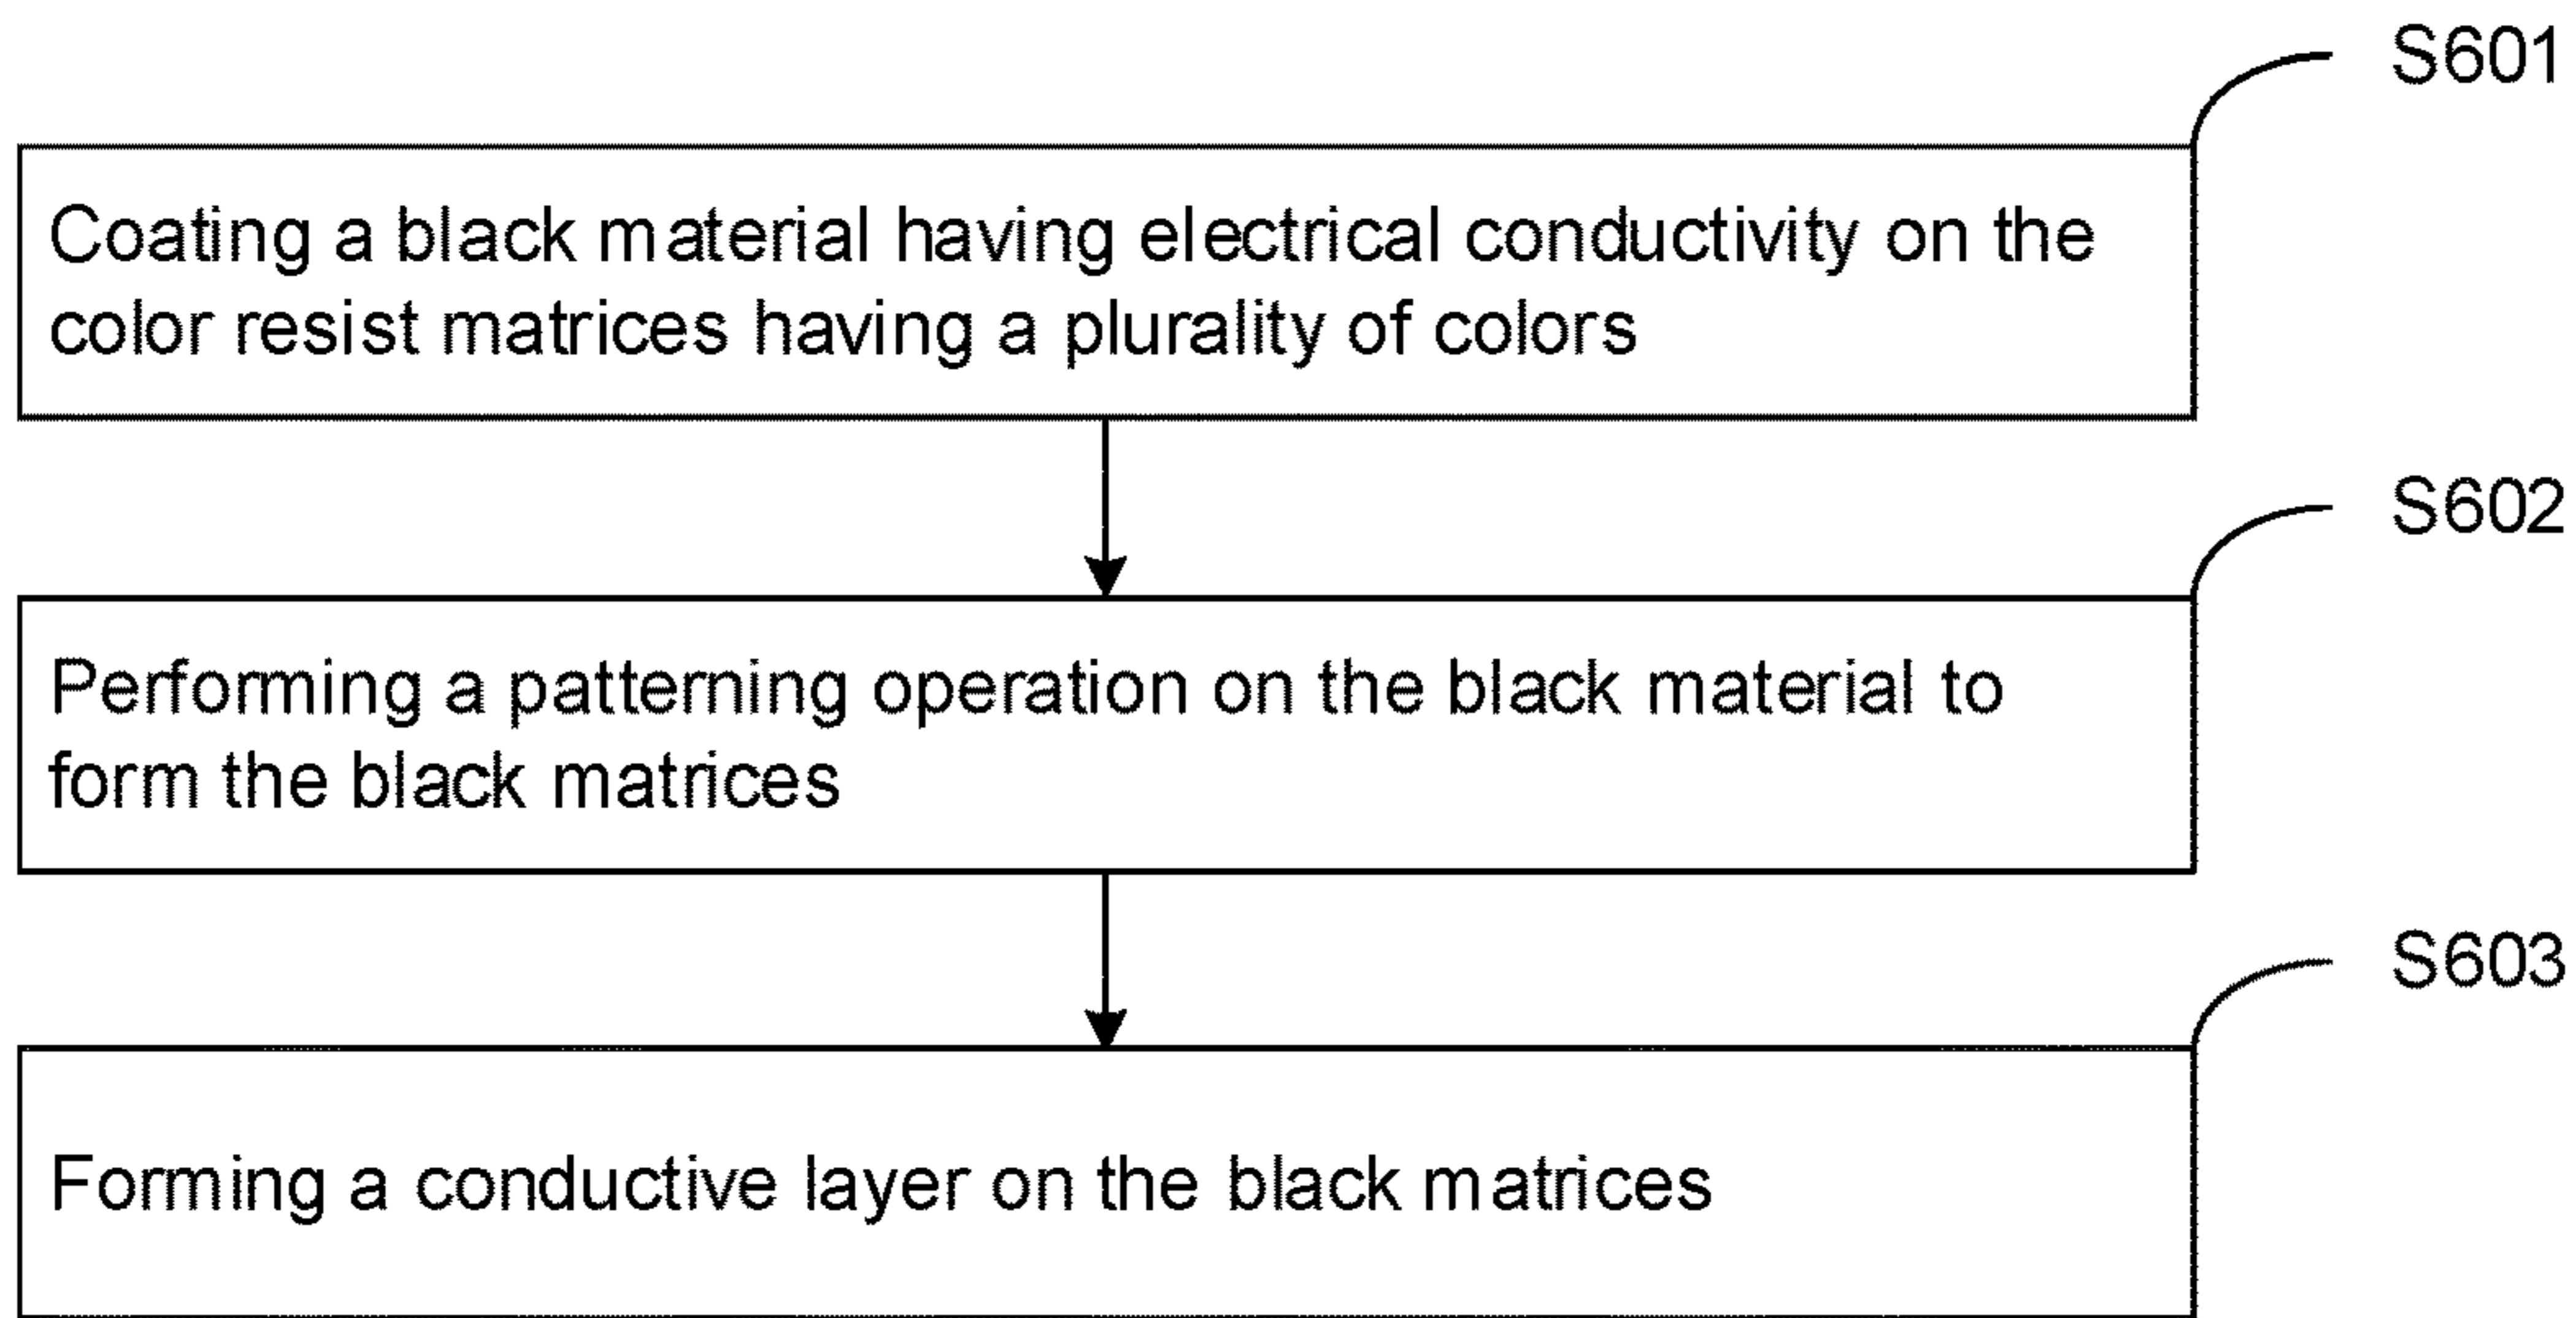 S601
Coating a black material having electrical conductivity on the
color resist matrices having a plurality of colors
S602
Performing a patterning operation on the black material to
form the black matrices
S603
Forming a conductive layer on the black matrices